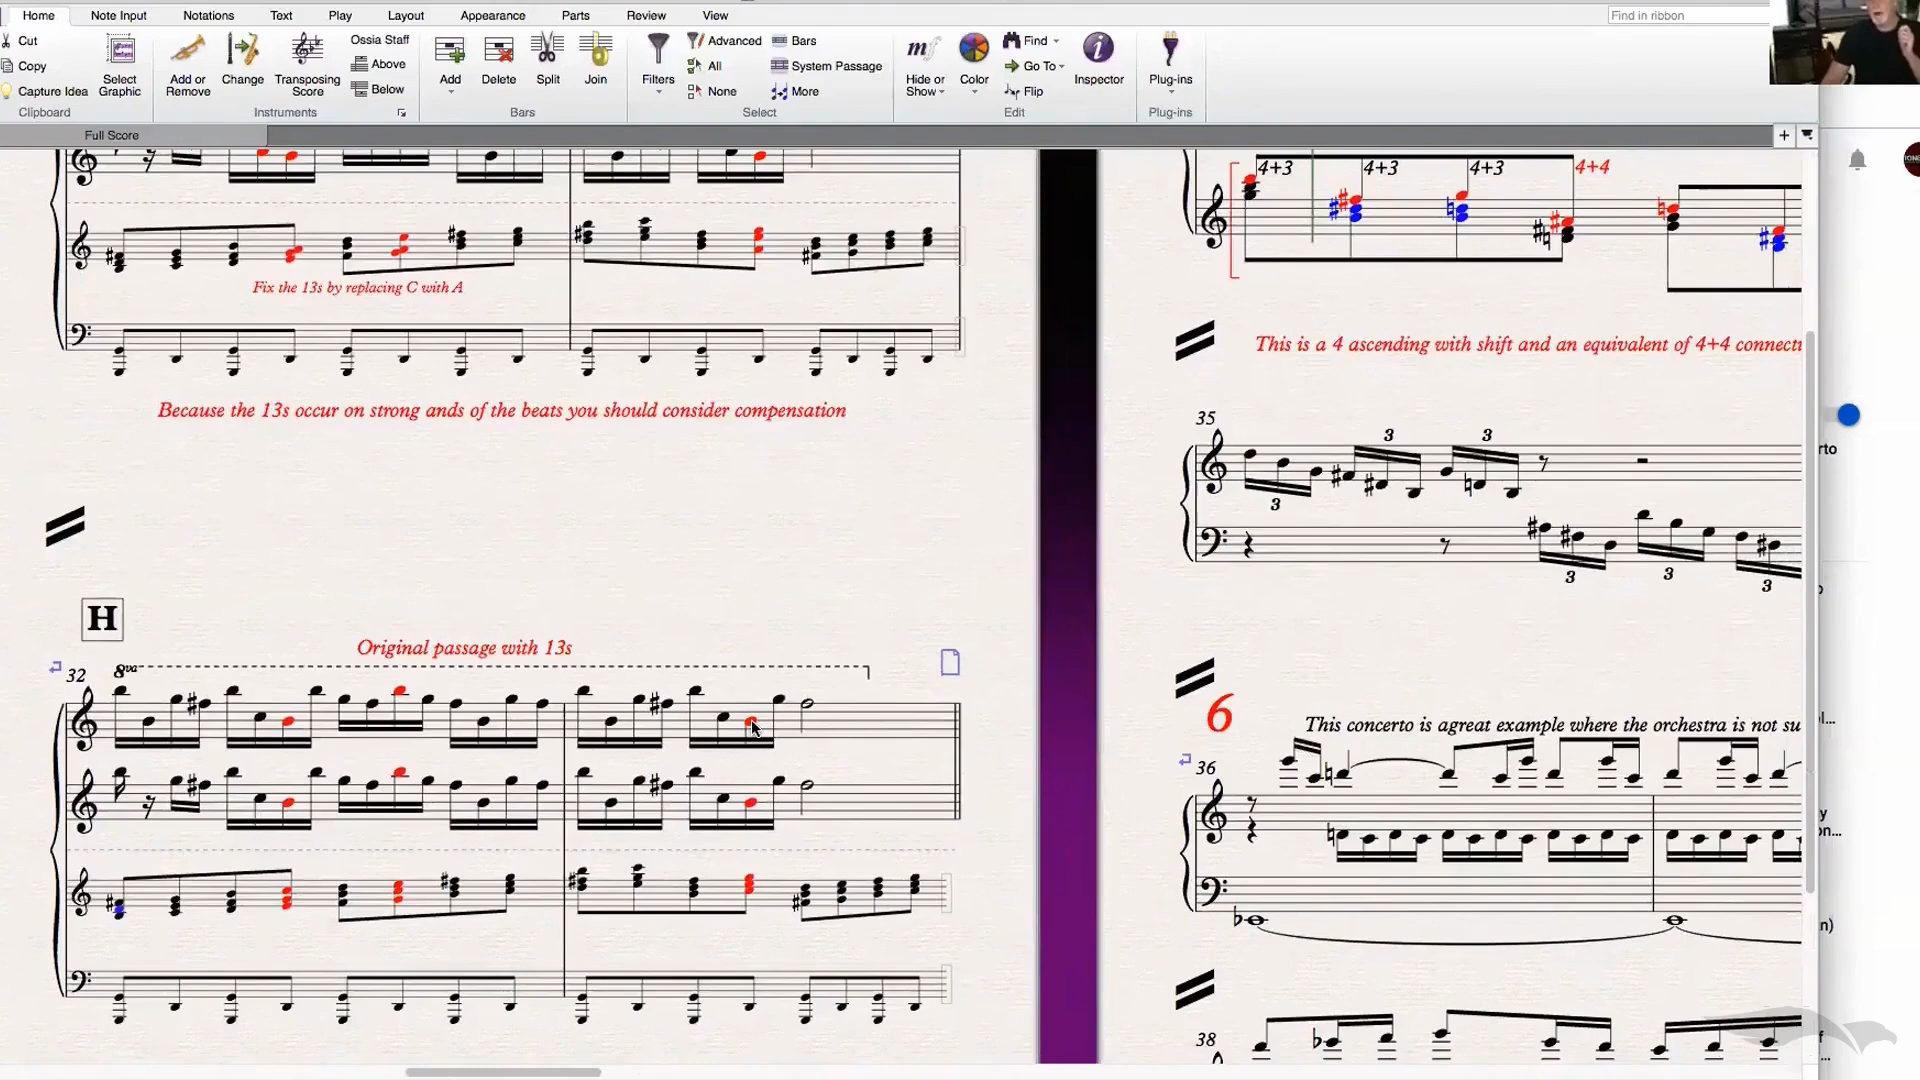 Home Note Input Notations Text Play Layout Appearance Parts Review View Find in ribbon
Cut
Copy
Capture Idea
Clipboard
Select Graphic
Add or Remove
Change
Transposing Score
Ossia Staff
Above
Below
Instruments
Add
Delete
Split
Join
Bars
Filters
Advanced
All
None
Bars
System Passage
More
Select
Hide or Show
Color
Find
Go To
Flip
Inspector
Edit
Plug-ins
Plug-ins
Full Score
Fix the 13s by replacing C with A
Because the 13s occur on strong ands of the beats you should consider compensation
H
Original passage with 13s
32
8va
4+3 4+3 4+3 4+4
This is a 4 ascending with shift and an equivalent of 4+4 connecti
35
3 3
3
3 3 3
6
This concerto is agreat example where the orchestra is not su
36
38
rto